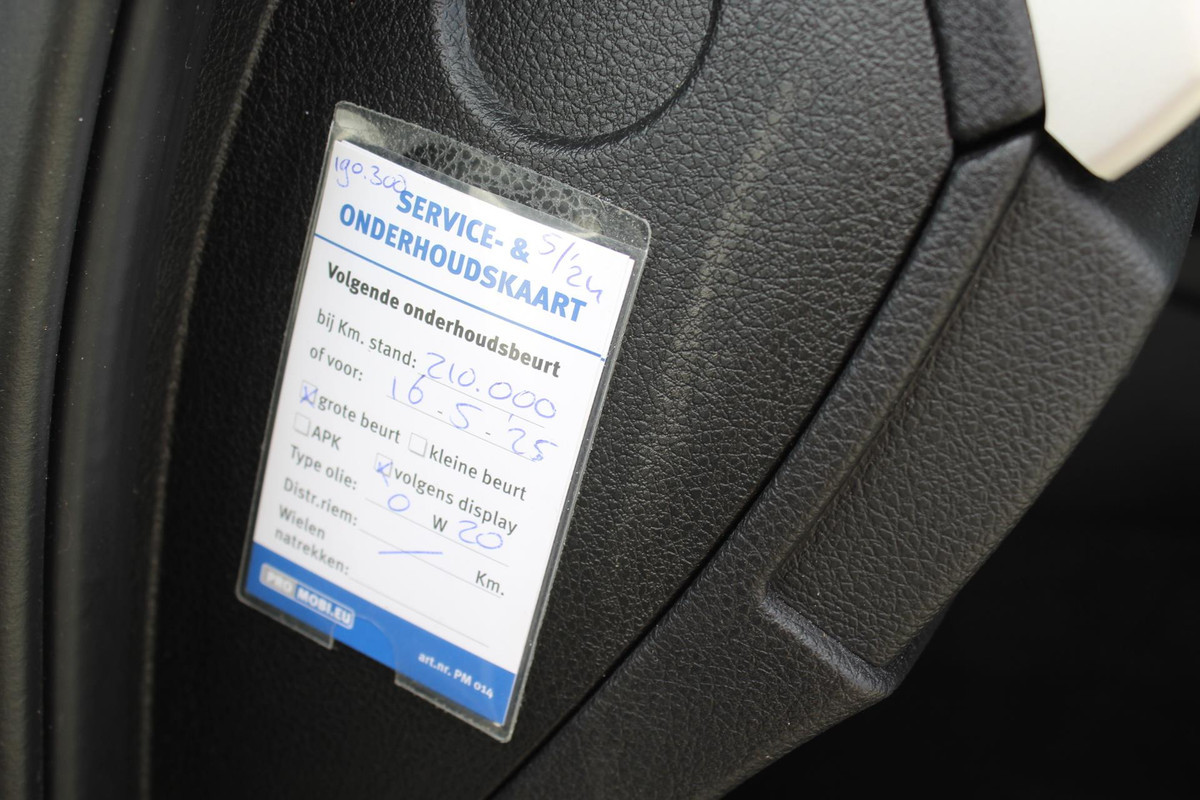 190.300
SERVICE- & 5/'24
ONDERHOUDSKAART
Volgende onderhoudsbeurt
bij Km. stand: 210.000
of voor: 16-5-'25
grote beurt kleine beurt
APK volgens display
Type olie: 0 W 20
Distr.riem: — Km.
Wielen
natrekken:
PRO MOBI.EU
art.nr. PM 014